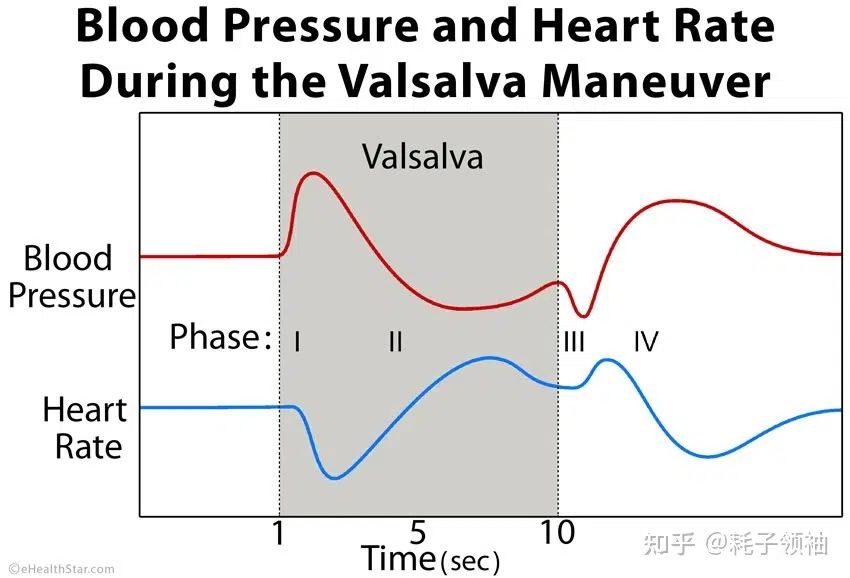 Blood Pressure and Heart Rate
During the Valsalva Maneuver
Valsalva
Blood
Pressure
Phase: I II III IV
Heart
Rate
1 5 10
Time (sec)
©eHealthStar.com
知乎 @耗子领袖